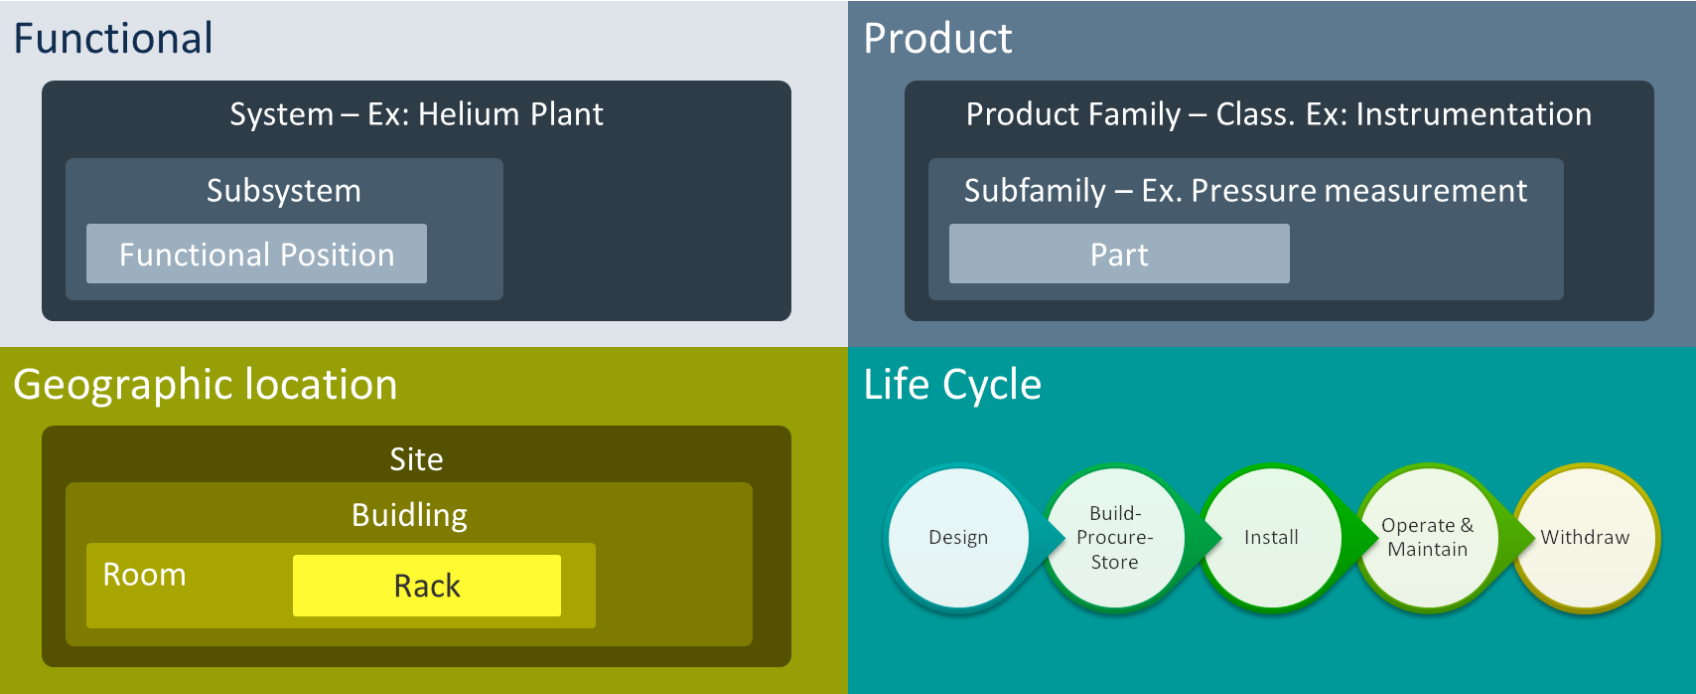 Functional
System – Ex: Helium Plant
Subsystem
Functional Position
Product
Product Family – Class. Ex: Instrumentation
Subfamily – Ex. Pressure measurement
Part
Geographic location
Site
Buidling
Room
Rack
Life Cycle
Design
Build-
Procure-
Store
Install
Operate &
Maintain
Withdraw